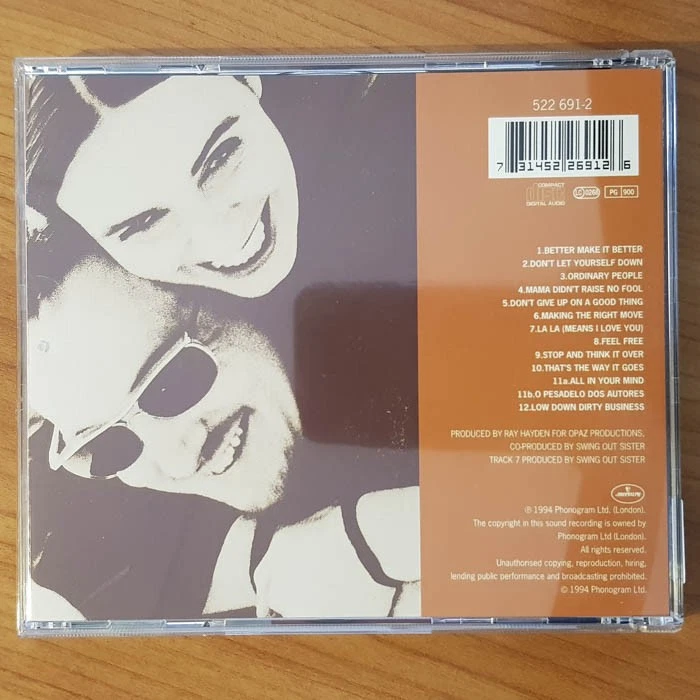 522 691-2
7 31452 26912 6
COMPACT
disc
DIGITAL AUDIO
LC 0268
PG 900
1.BETTER MAKE IT BETTER
2.DON'T LET YOURSELF DOWN
3.ORDINARY PEOPLE
4.MAMA DIDN'T RAISE NO FOOL
5.DON'T GIVE UP ON A GOOD THING
6.MAKING THE RIGHT MOVE
7.LA LA (MEANS I LOVE YOU)
8.FEEL FREE
9.STOP AND THINK IT OVER
10.THAT'S THE WAY IT GOES
11a.ALL IN YOUR MIND
11b.O PESADELO DOS AUTORES
12.LOW DOWN DIRTY BUSINESS
PRODUCED BY RAY HAYDEN FOR OPAZ PRODUCTIONS,
CO-PRODUCED BY SWING OUT SISTER
TRACK 7 PRODUCED BY SWING OUT SISTER
mercury
℗ 1994 Phonogram Ltd. (London).
The copyright in this sound recording is owned by
Phonogram Ltd (London).
All rights reserved.
Unauthorised copying, reproduction, hiring,
lending public performance and broadcasting prohibited.
© 1994 Phonogram Ltd.